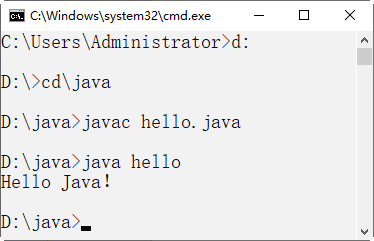 C:\Windows\system32\cmd.exe
C:\Users\Administrator>d:
D:\>cd\java
D:\java>javac hello.java
D:\java>java hello
Hello Java!
D:\java>